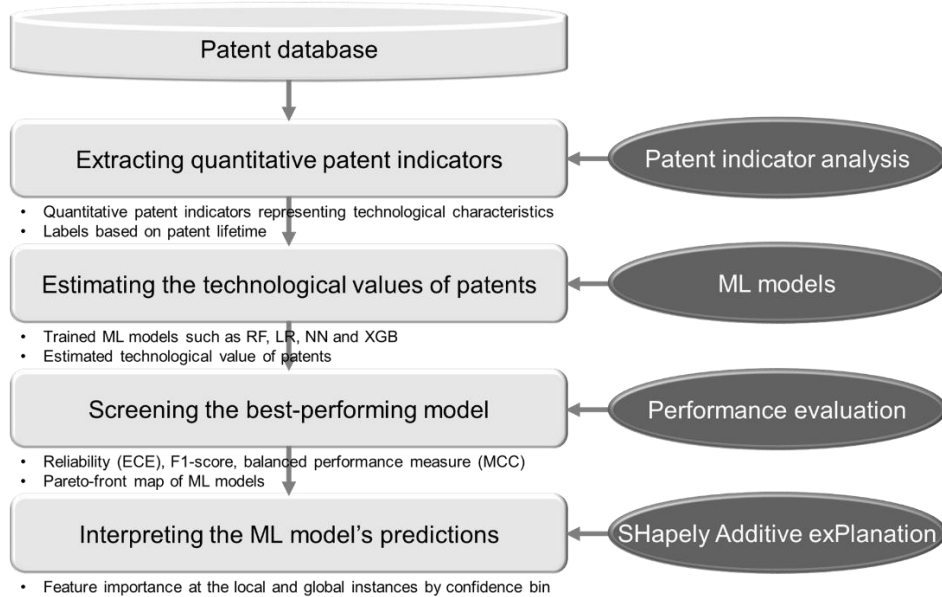 Patent database
Extracting quantitative patent indicators
Patent indicator analysis
• Quantitative patent indicators representing technological characteristics
• Labels based on patent lifetime
Estimating the technological values of patents
ML models
• Trained ML models such as RF, LR, NN and XGB
• Estimated technological value of patents
Screening the best-performing model
Performance evaluation
• Reliability (ECE), F1-score, balanced performance measure (MCC)
• Pareto-front map of ML models
Interpreting the ML model's predictions
SHapely Additive exPlanation
• Feature importance at the local and global instances by confidence bin